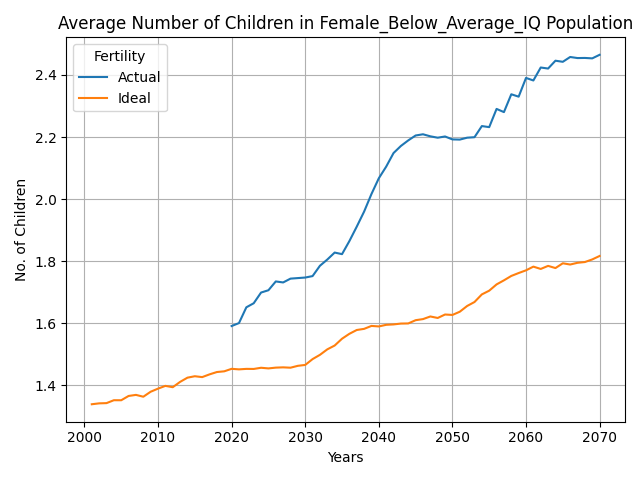 Average Number of Children in Female_Below_Average_IQ Population
Fertility
Actual
Ideal
No. of Children
2.4
2.2
2.0
1.8
1.6
1.4
2000 2010 2020 2030 2040 2050 2060 2070
Years